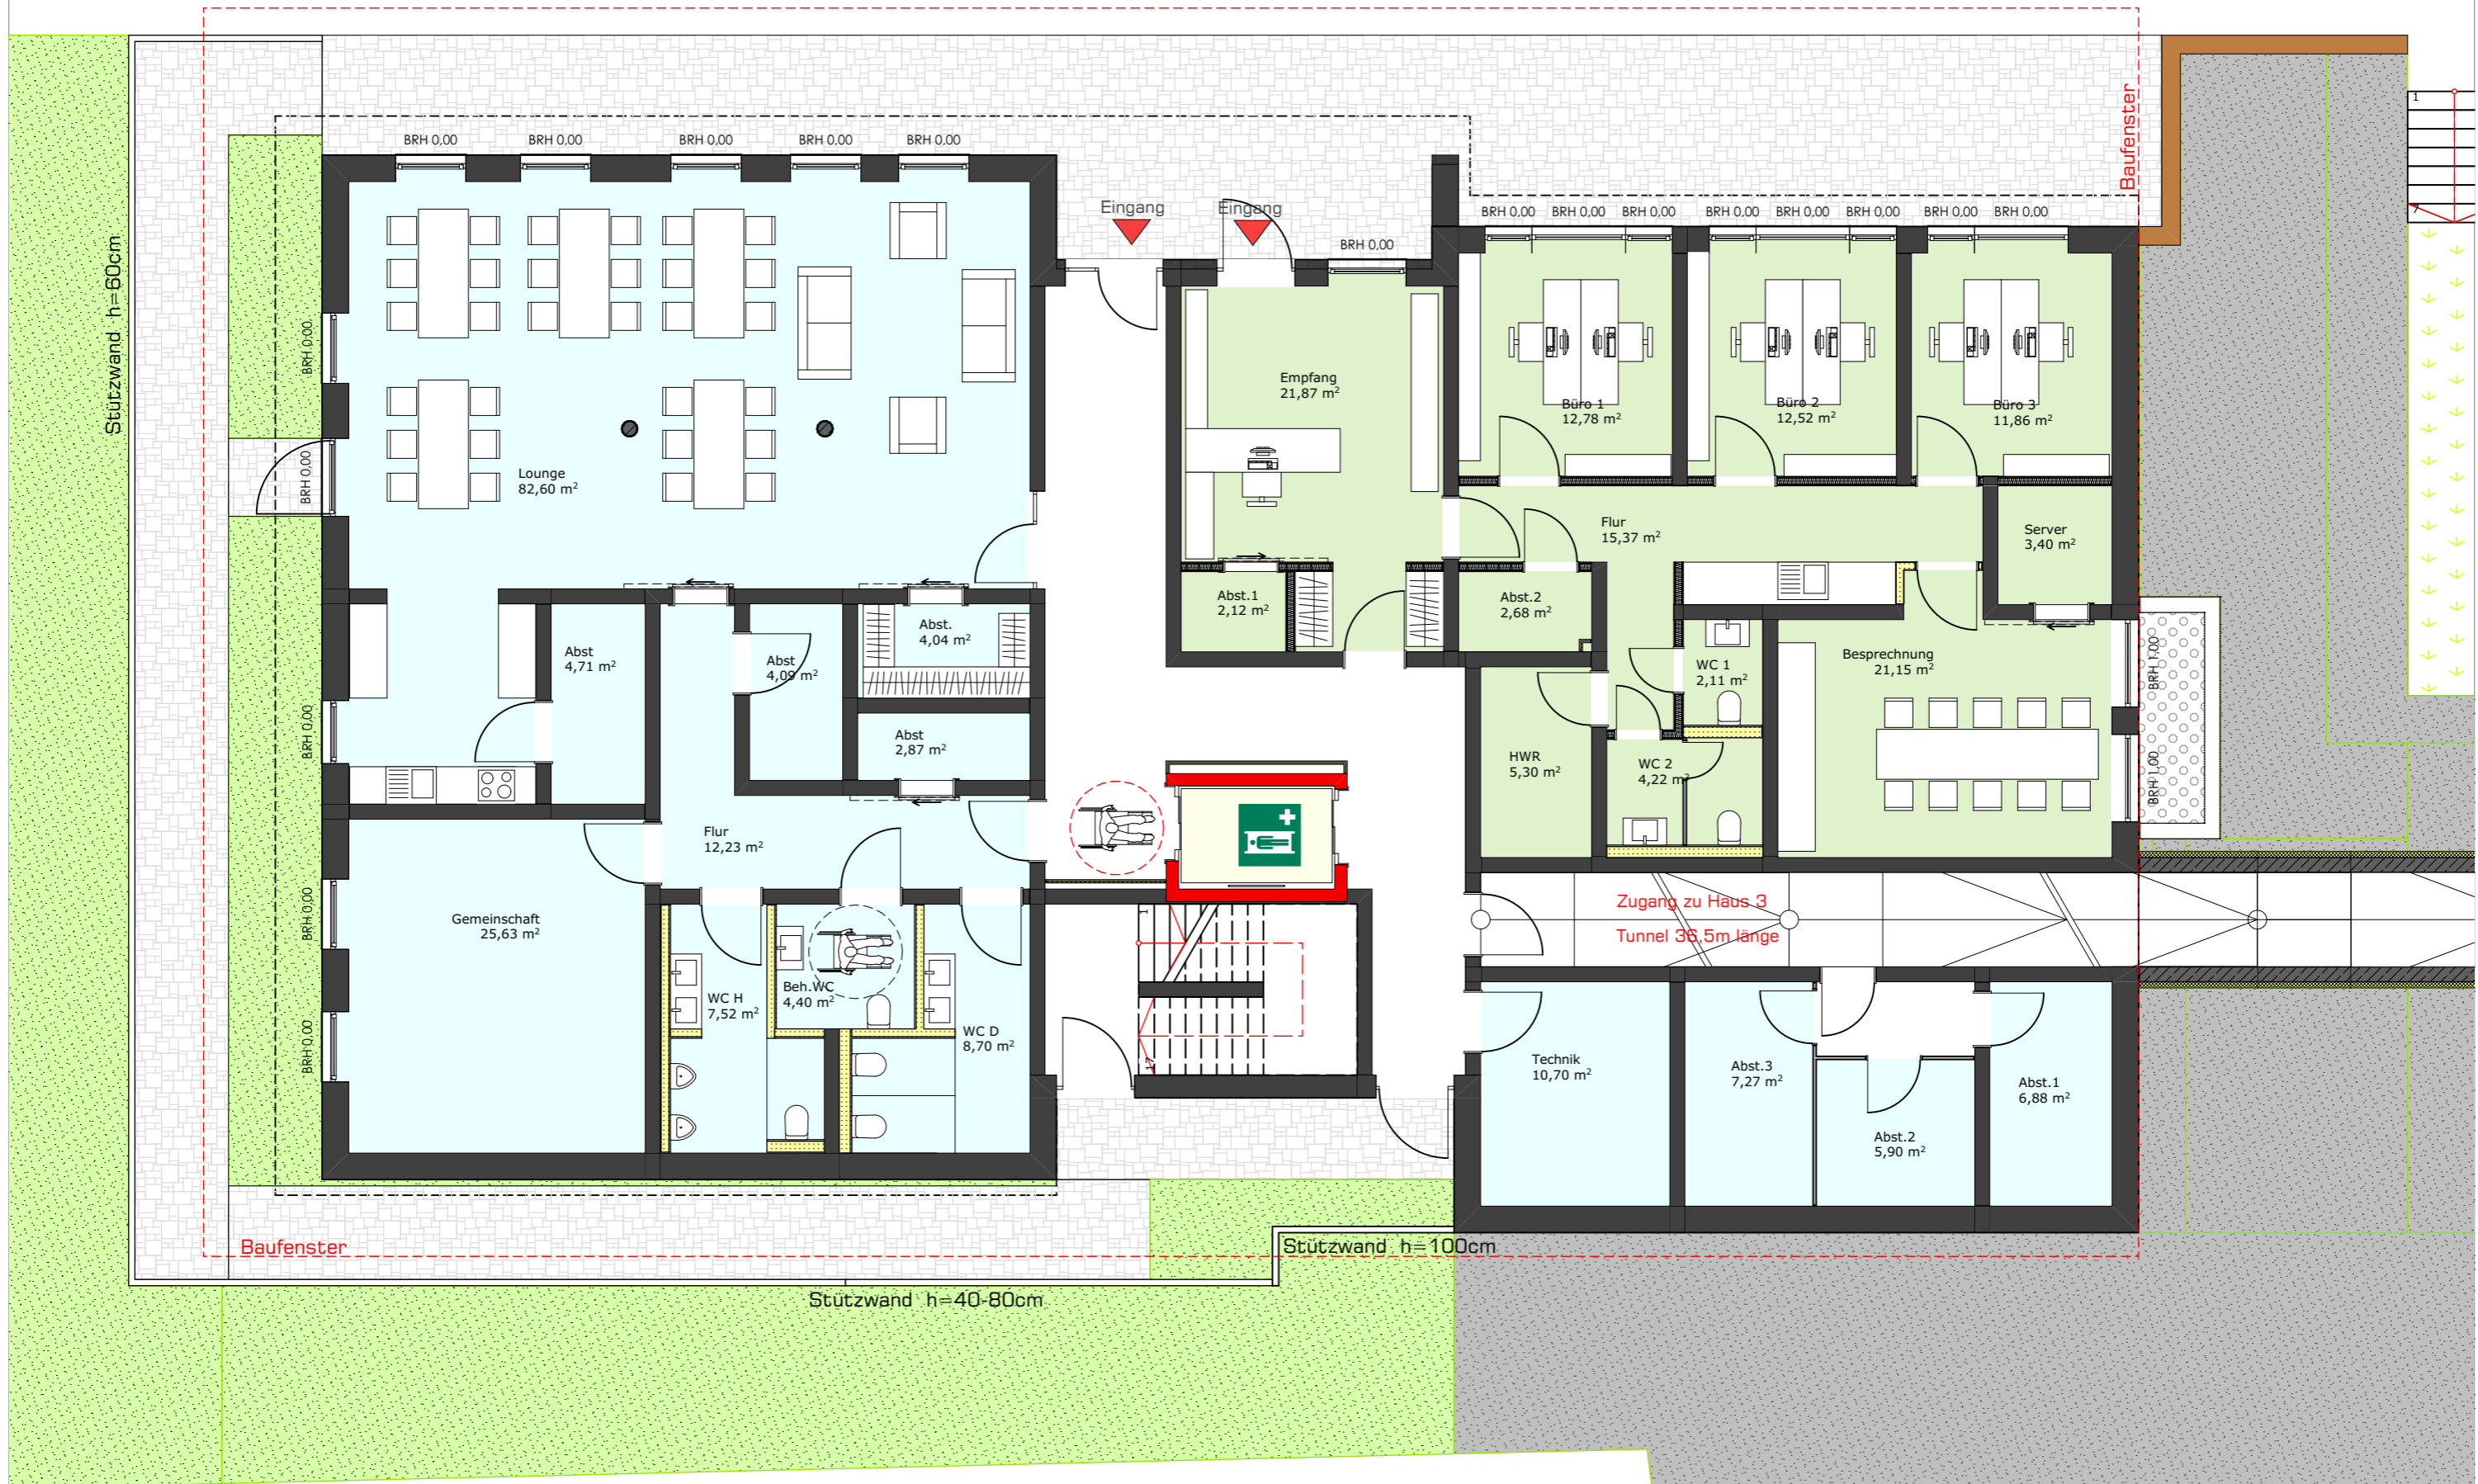 Baufenster
1
7
BRH 0,00
BRH 0,00
BRH 0,00
BRH 0,00
BRH 0,00
Eingang
Eingang
BRH 0,00
BRH 0,00
BRH 0,00
BRH 0,00
BRH 0,00
BRH 0,00
BRH 0,00
BRH 0,00
BRH 0,00
Stützwand h=60cm
BRH 0,00
BRH 0,00
BRH 0,00
BRH 0,00
BRH 0,00
Lounge
82,60 m²
Empfang
21,87 m²
Büro 1
12,78 m²
Büro 2
12,52 m²
Büro 3
11,86 m²
Flur
15,37 m²
Server
3,40 m²
Abst
4,71 m²
Abst
4,09 m²
Abst.
4,04 m²
Abst
2,87 m²
Abst.1
2,12 m²
Abst.2
2,68 m²
WC 1
2,11 m²
Besprechnung
21,15 m²
BRH 1,00
BRH 1,00
HWR
5,30 m²
WC 2
4,22 m²
Flur
12,23 m²
Gemeinschaft
25,63 m²
WC H
7,52 m²
Beh.WC
4,40 m²
WC D
8,70 m²
1
17
Zugang zu Haus 3
Tunnel 36,5m länge
Technik
10,70 m²
Abst.3
7,27 m²
Abst.2
5,90 m²
Abst.1
6,88 m²
Baufenster
Stützwand h=100cm
Stützwand h=40-80cm